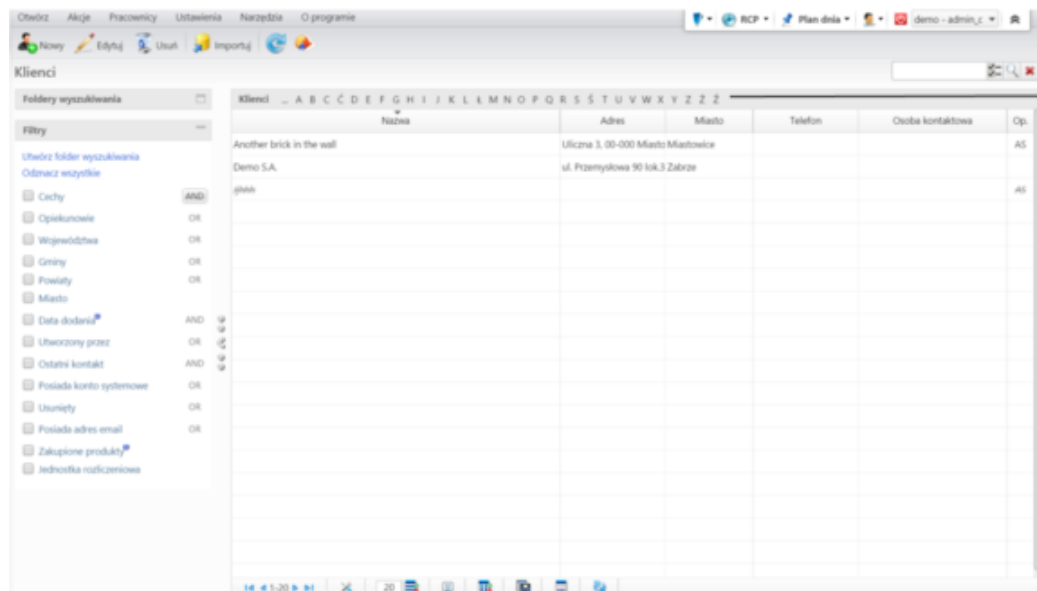 Otwórz Akcje Pracownicy Ustawienia Narzędzia O programie RCP Plan dnia demo - admin_c
Nowy Edytuj Usuń Importuj
Klienci
Foldery wyszukiwania
Klienci _ A B C Ć D E F G H I J K L Ł M N O P Q R S Ś T U V W X Y Z Ź Ż
Nazwa Adres Miasto Telefon Osoba kontaktowa Op.
Filtry
Another brick in the wall Uliczna 3, 00-000 Miasto Miastowice AS
Utwórz folder wyszukiwania
Demo S.A. ul. Przemysłowa 90 lok.3 Zabrze
Odznacz wszystkie
AS
Cechy AND
Opiekunowie OR
Województwa OR
Gminy OR
Powiaty OR
Miasto
Data dodania AND
Utworzony przez OR
Ostatni kontakt AND
Posiada konto systemowe OR
Usunięty OR
Posiada adres email OR
Zakupione produkty
Jednostka rozliczeniowa
1-20 20